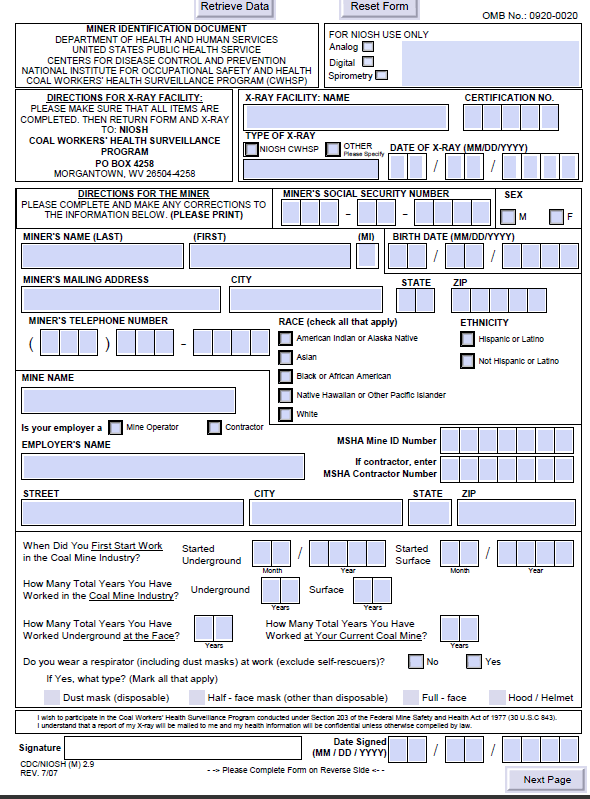 Retrieve Data
Reset Form
OMB No.: 0920-0020
MINER IDENTIFICATION DOCUMENT
DEPARTMENT OF HEALTH AND HUMAN SERVICES
UNITED STATES PUBLIC HEALTH SERVICE
CENTERS FOR DISEASE CONTROL AND PREVENTION
NATIONAL INSTITUTE FOR OCCUPATIONAL SAFETY AND HEALTH
COAL WORKERS' HEALTH SURVEILLANCE PROGRAM (CWHSP)
FOR NIOSH USE ONLY
Analog
Digital
Spirometry
DIRECTIONS FOR X-RAY FACILITY:
PLEASE MAKE SURE THAT ALL ITEMS ARE
COMPLETED. THEN RETURN FORM AND X-RAY
TO: NIOSH
COAL WORKERS' HEALTH SURVEILLANCE
PROGRAM
PO BOX 4258
MORGANTOWN, WV 26504-4258
X-RAY FACILITY: NAME
CERTIFICATION NO.
TYPE OF X-RAY
NIOSH CWHSP
OTHER
Please Specify
DATE OF X-RAY (MM/DD/YYYY)
/ /
DIRECTIONS FOR THE MINER
PLEASE COMPLETE AND MAKE ANY CORRECTIONS TO
THE INFORMATION BELOW. (PLEASE PRINT)
MINER'S SOCIAL SECURITY NUMBER
- -
SEX
M F
MINER'S NAME (LAST) (FIRST) (MI)
BIRTH DATE (MM/DD/YYYY)
/ /
MINER'S MAILING ADDRESS CITY STATE ZIP
MINER'S TELEPHONE NUMBER
( ) -
RACE (check all that apply)
American Indian or Alaska Native
Asian
Black or African American
Native Hawaiian or Other Pacific Islander
White
ETHNICITY
Hispanic or Latino
Not Hispanic or Latino
MINE NAME
Is your employer a Mine Operator Contractor
EMPLOYER'S NAME
MSHA Mine ID Number
If contractor, enter
MSHA Contractor Number
STREET CITY STATE ZIP
When Did You First Start Work
in the Coal Mine Industry?
Started
Underground
/
Month Year
Started
Surface
/
Month Year
How Many Total Years You Have
Worked in the Coal Mine Industry?
Underground
Years
Surface
Years
How Many Total Years You Have
Worked Underground at the Face?
Years
How Many Total Years You Have
Worked at Your Current Coal Mine?
Years
Do you wear a respirator (including dust masks) at work (exclude self-rescuers)? No Yes
If Yes, what type? (Mark all that apply)
Dust mask (disposable) Half - face mask (other than disposable) Full - face Hood / Helmet
I wish to participate in the Coal Workers' Health Surveillance Program conducted under Section 203 of the Federal Mine Safety and Health Act of 1977 (30 U.S.C 843).
I understand that a report of my X-ray will be mailed to me and my health information will be confidential unless otherwise compelled by law.
Signature
Date Signed
(MM / DD / YYYY)
/ /
CDC/NIOSH (M) 2.9
REV. 7/07
- -> Please Complete Form on Reverse Side <- -
Next Page